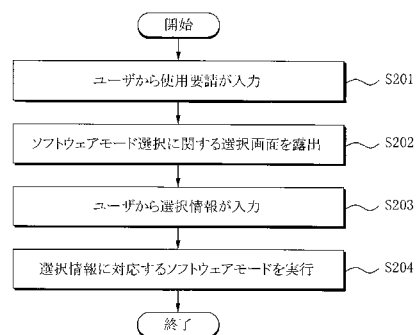 開始
ユーザから使用要請が入力
S201
ソフトウェアモード選択に関する選択画面を露出
S202
ユーザから選択情報が入力
S203
選択情報に対応するソフトウェアモードを実行
S204
終了